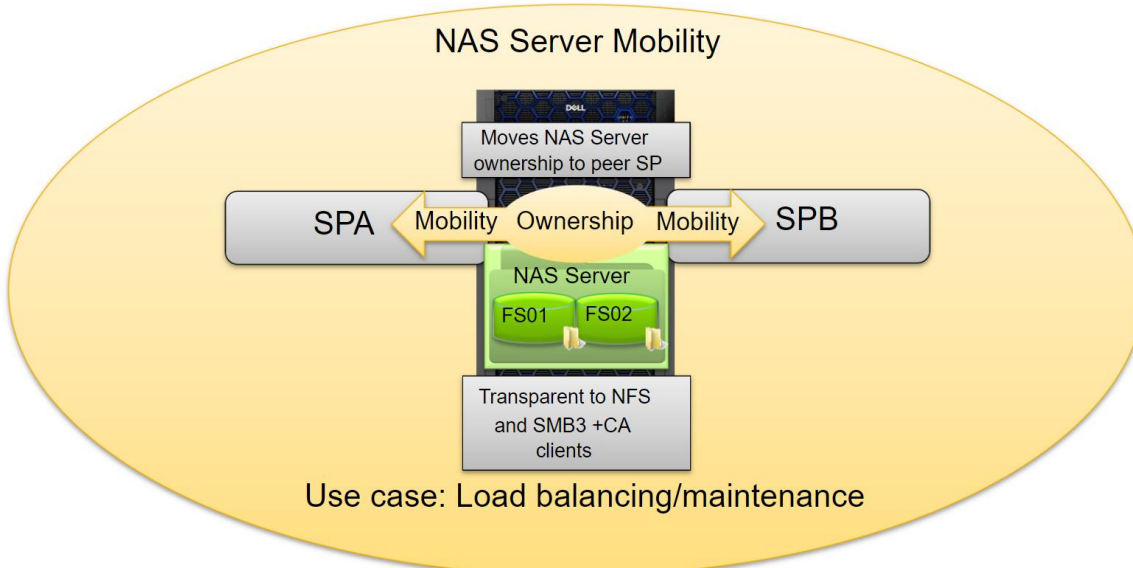 NAS Server Mobility
DELL
Moves NAS Server
ownership to peer SP
SPA
Mobility
Ownership
Mobility
SPB
NAS Server
FS01
FS02
Transparent to NFS
and SMB3 +CA
clients
Use case: Load balancing/maintenance